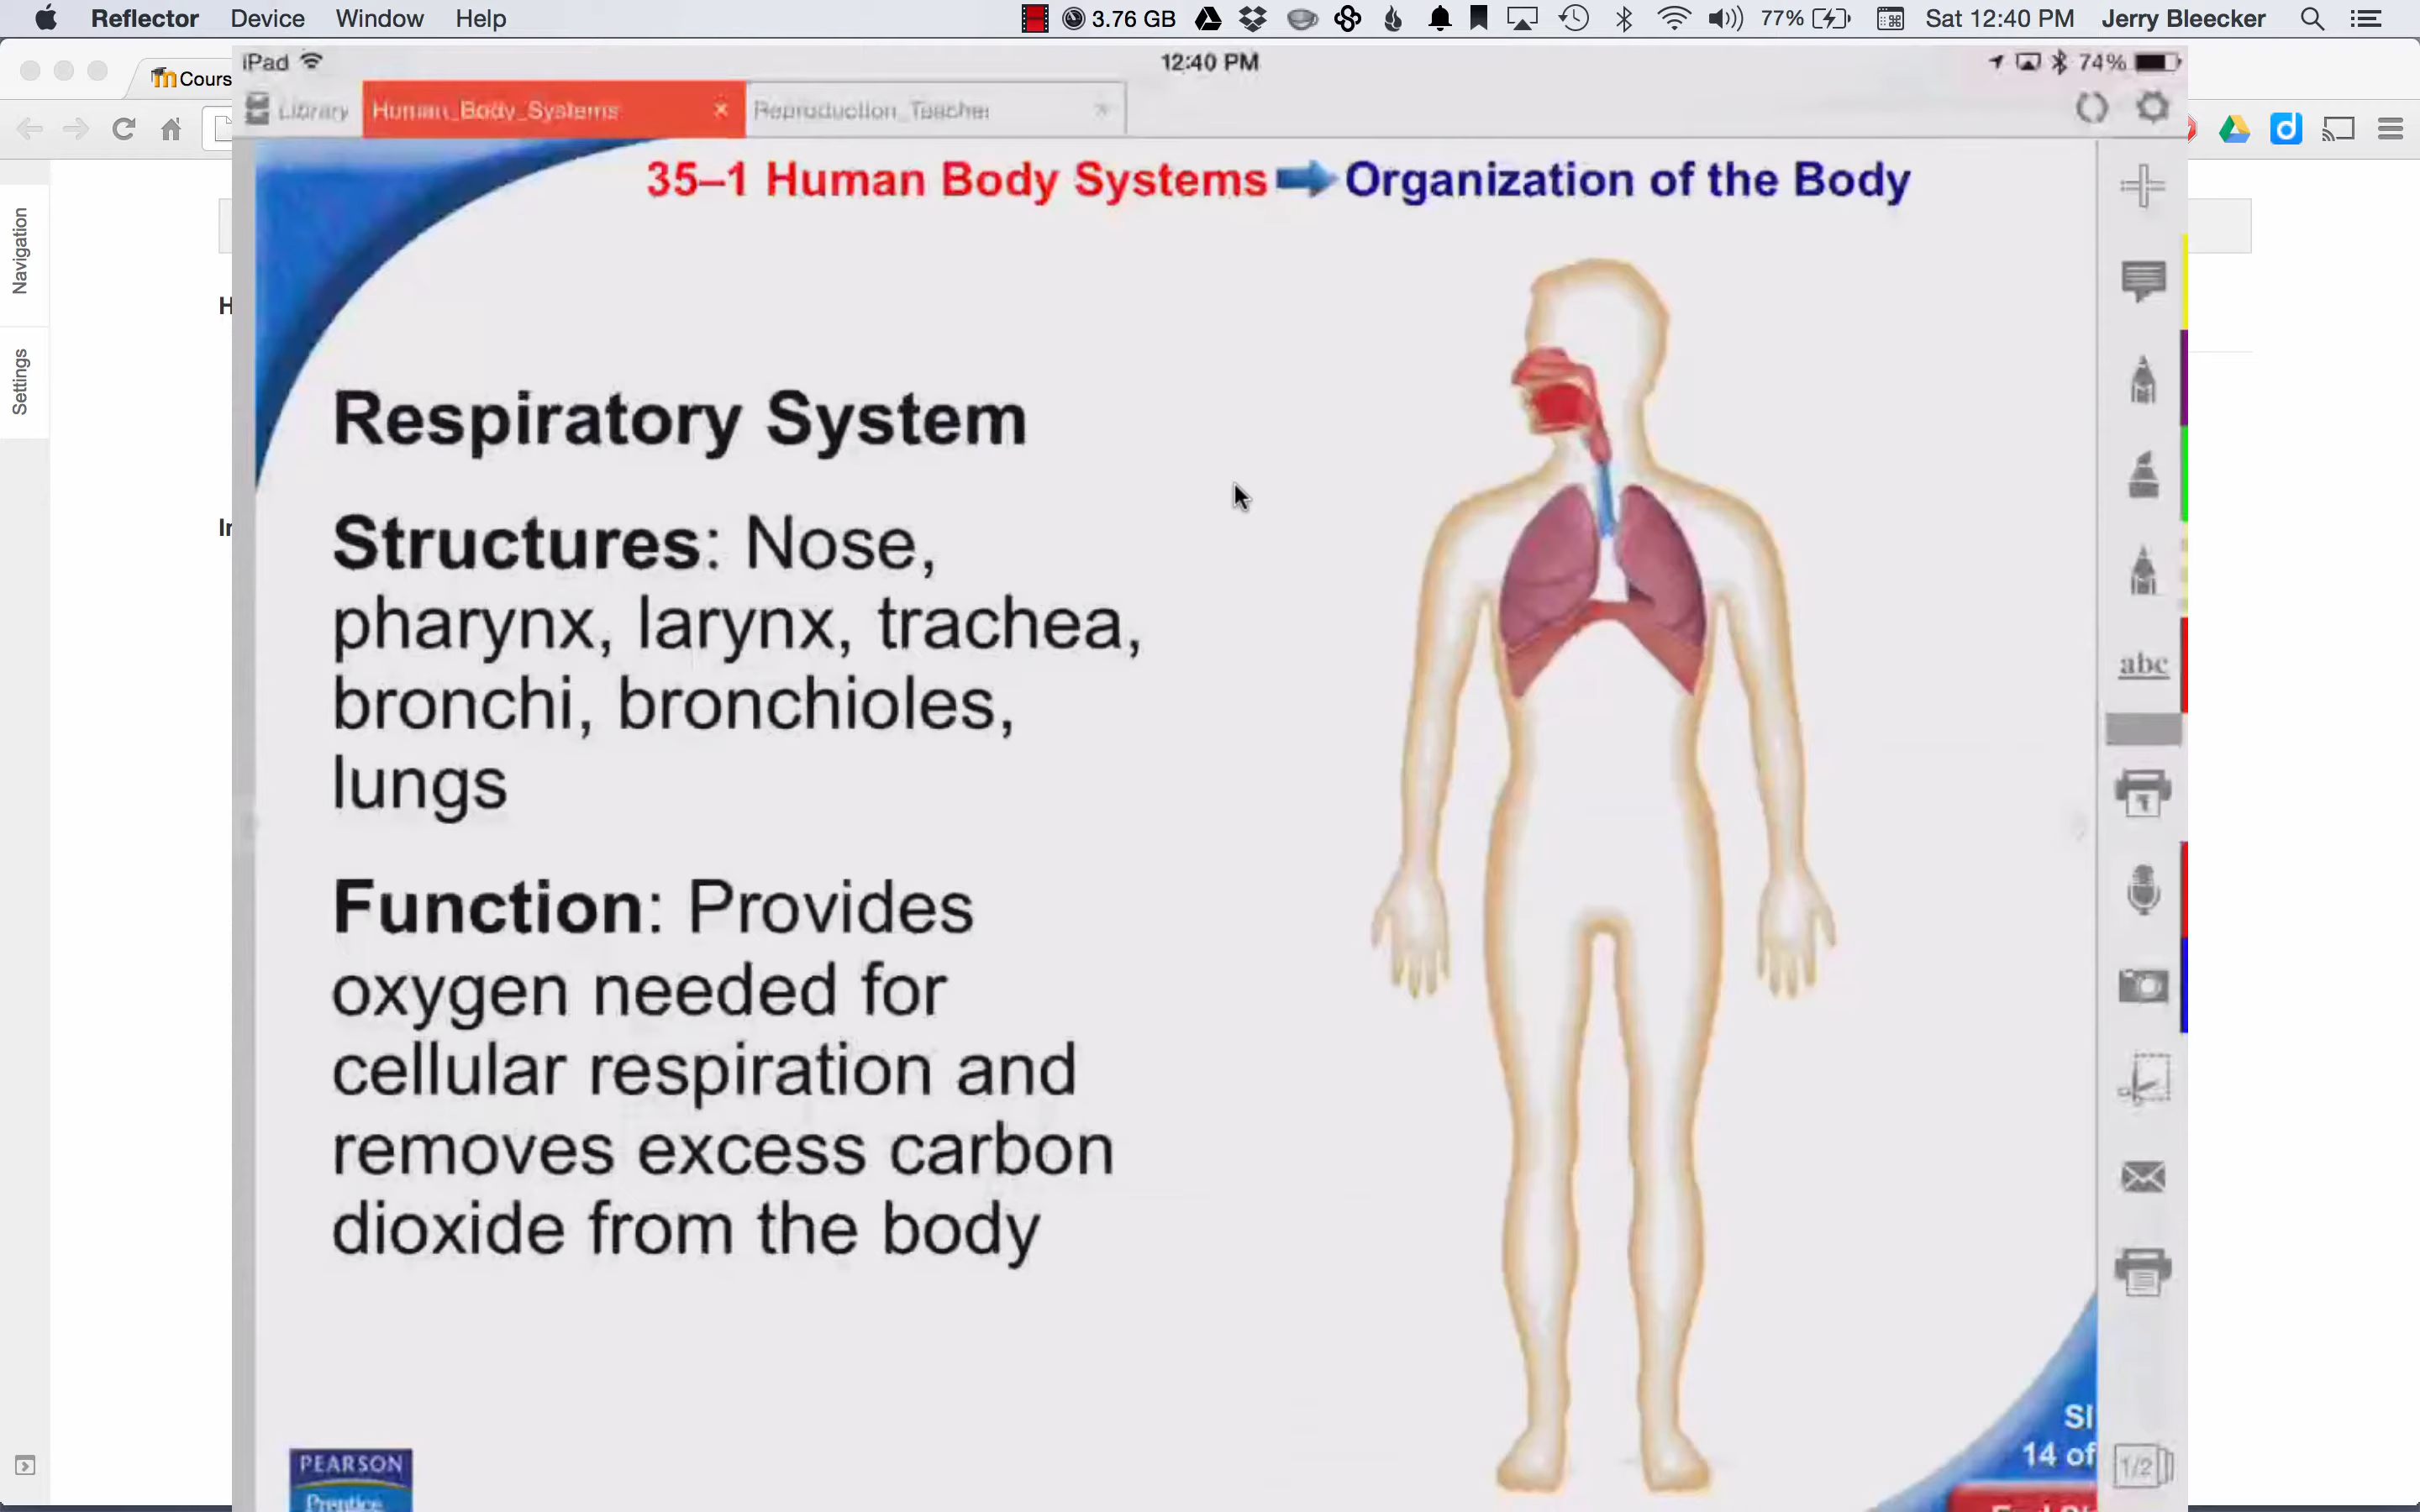 Reflector Device Window Help 3.76 GB 77% Sat 12:40 PM Jerry Bleecker
iPad 12:40 PM 74%
Cours
Library Human_Body_Systems × Reproduction_Teacher ×
35–1 Human Body Systems Organization of the Body
Navigation
Settings
H
Respiratory System
Structures: Nose,
pharynx, larynx, trachea,
bronchi, bronchioles,
lungs
Function: Provides
oxygen needed for
cellular respiration and
removes excess carbon
dioxide from the body
abc
Sl
14 of
1/2
PEARSON
Prentice